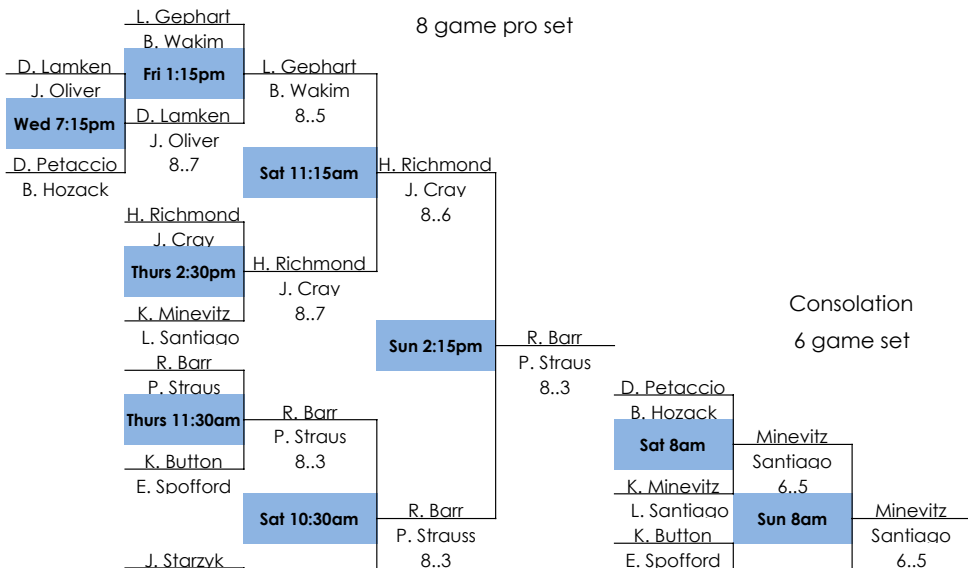 8 game pro set
L. Gephart
B. Wakim
Fri 1:15pm
D. Lamken
J. Oliver
Wed 7:15pm
D. Petaccio
B. Hozack
L. Gephart
B. Wakim
8..5
D. Lamken
J. Oliver
8..7
Sat 11:15am
H. Richmond
J. Cray
8..6
H. Richmond
J. Cray
Thurs 2:30pm
H. Richmond
J. Cray
8..7
K. Minevitz
L. Santiago
Sun 2:15pm
R. Barr
P. Straus
8..3
R. Barr
P. Straus
Thurs 11:30am
R. Barr
P. Straus
8..3
K. Button
E. Spofford
Sat 10:30am
R. Barr
P. Strauss
8..3
J. Starzyk
Consolation
6 game set
D. Petaccio
B. Hozack
Sat 8am
Minevitz
Santiago
6..5
K. Minevitz
L. Santiago
Sun 8am
Minevitz
Santiago
6..5
K. Button
E. Spofford